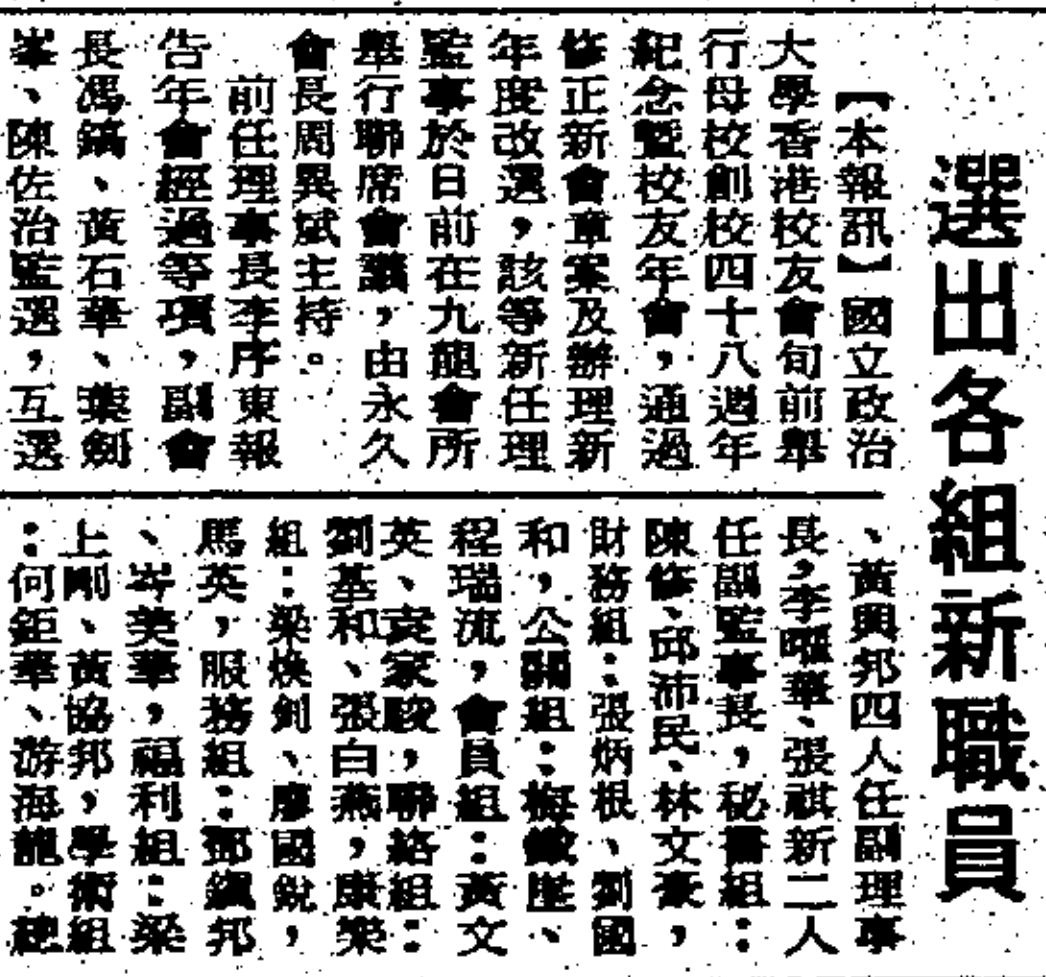 選出各組新職員
【本報訊】國立政治
大學香港校友會旬前舉
行母校創校四十八週年
紀念暨校友年會，通過
修正新會章案及辦理新
年度改選，該等新任理
監事於日前在九龍會所
舉行聯席會議，由永久
會長周異斌主持。
前任理事長李序東報
告年會經過等項，副會
長馮鎬、黃石華、葉劍
峯、陳佐治監選，互選
、黃興邦四人任副理事
長，李曜華、張祺新二人
任副監事長，秘書組：
陳修、邱沛民、林文豪，
財務組：張炳根、劉國
和，公關組：梅墜、
程瑞流，會員組：黃文
英、袁家駿，聯絡組：
劉基和、張白燕，康樂
組：梁煥釗、廖國銳，
馬英，服務組：鄧邦
、岑美華，福利組：梁
上剛、黃協邦，學術組
：何鉅華、游海龍。